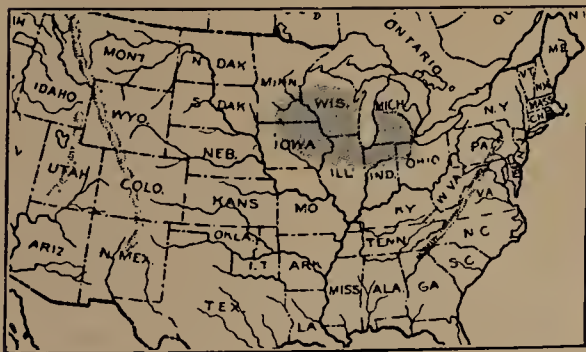 ONTARIO
ME.
MONT
N. DAK
MINN.
VT.
N.H.
IDAHO
WIS.
MICH
N.Y
MASS
S. DAK
WYO.
IOWA
PA.
NEB.
OHIO
ILL
IND.
UTAH
COLO.
W.VA
VA.
KANS
MO
KY
N.C
TENN.
OKLA.
I.T
ARK
S.C.
ARIZ
N. MEX.
MISS
ALA.
GA
TEX.
LA